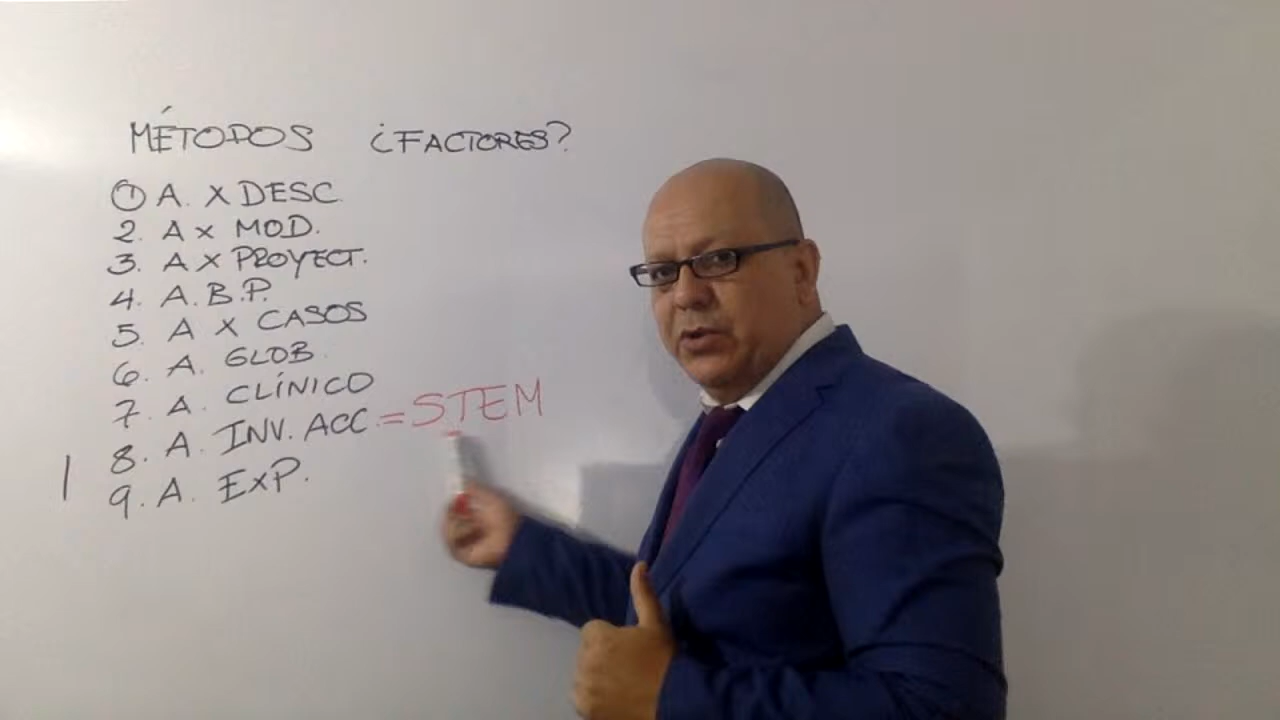 MÉTODOS ¿FACTORES?
1 A. X DESC.
2. A X MOD.
3. A X PROYECT.
4. A.B.P.
5. A X CASOS
6. A. GLOB.
7. A. CLÍNICO
8. A. INV. ACC. = STEM
9. A. EXP.